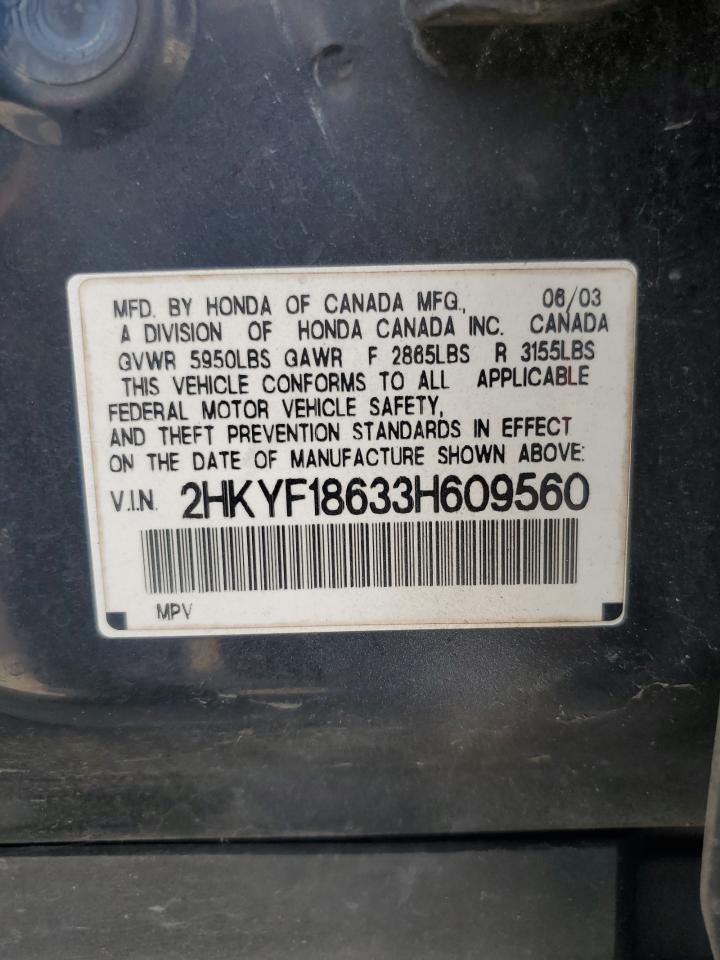 MFD. BY HONDA OF CANADA MFG., 06/03
A DIVISION OF HONDA CANADA INC. CANADA
GVWR 5950LBS GAWR F 2865LBS R 3155LBS
THIS VEHICLE CONFORMS TO ALL APPLICABLE
FEDERAL MOTOR VEHICLE SAFETY,
AND THEFT PREVENTION STANDARDS IN EFFECT
ON THE DATE OF MANUFACTURE SHOWN ABOVE:
V.I.N. 2HKYF18633H609560
MPV